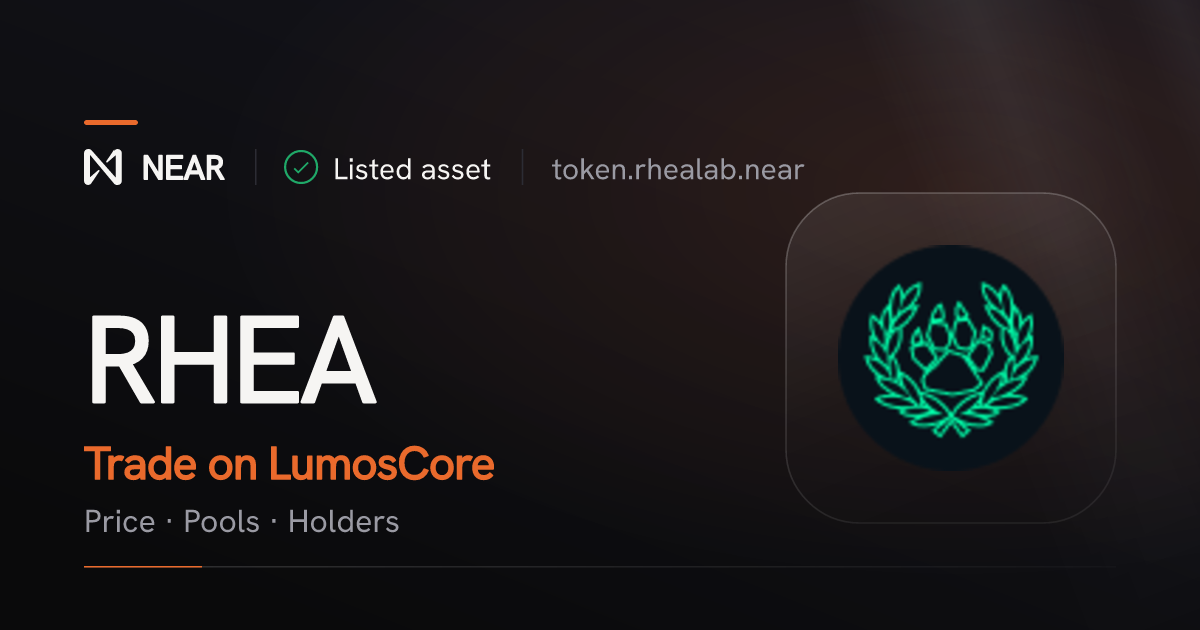 NEAR Listed asset token.rhealab.near
RHEA
Trade on LumosCore
Price · Pools · Holders